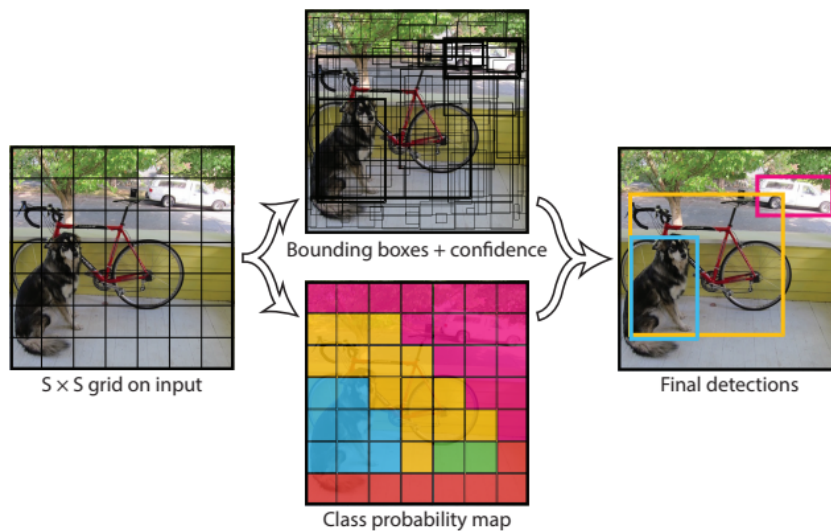 Bounding boxes + confidence
S × S grid on input
Final detections
Class probability map